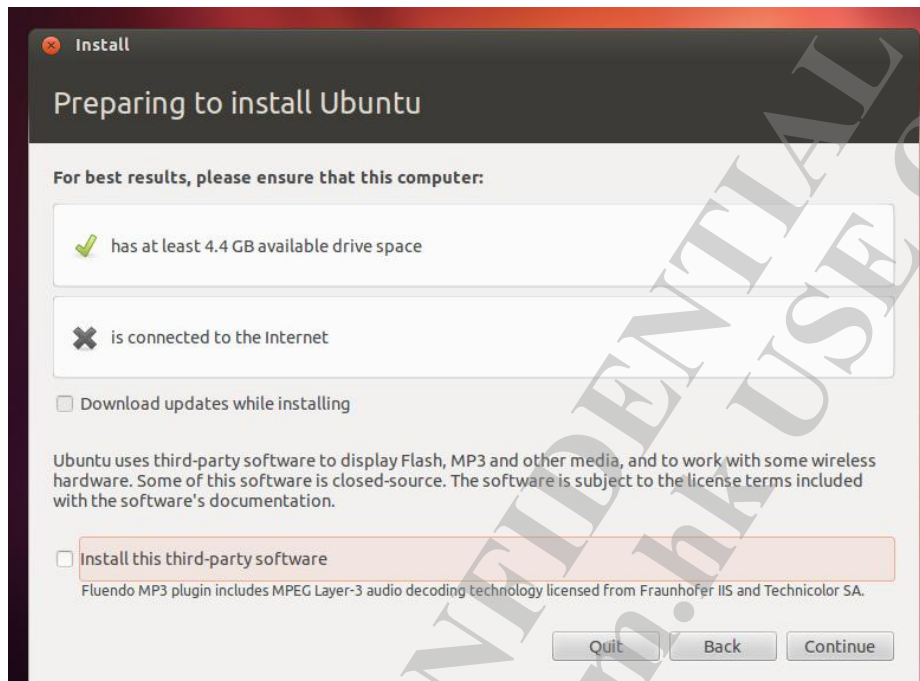 Install
Preparing to install Ubuntu
For best results, please ensure that this computer:
has at least 4.4 GB available drive space
is connected to the Internet
Download updates while installing
Ubuntu uses third-party software to display Flash, MP3 and other media, and to work with some wireless
hardware. Some of this software is closed-source. The software is subject to the license terms included
with the software's documentation.
Install this third-party software
Fluendo MP3 plugin includes MPEG Layer-3 audio decoding technology licensed from Fraunhofer IIS and Technicolor SA.
Quit Back Continue
NFIDENTIAL
m.hk USE